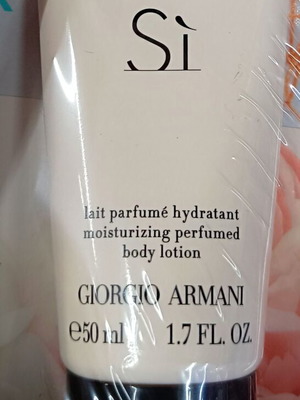 Sì
lait parfumé hydratant
moisturizing perfumed
body lotion
GIORGIO ARMANI
℮50 ml 1.7 FL. OZ.